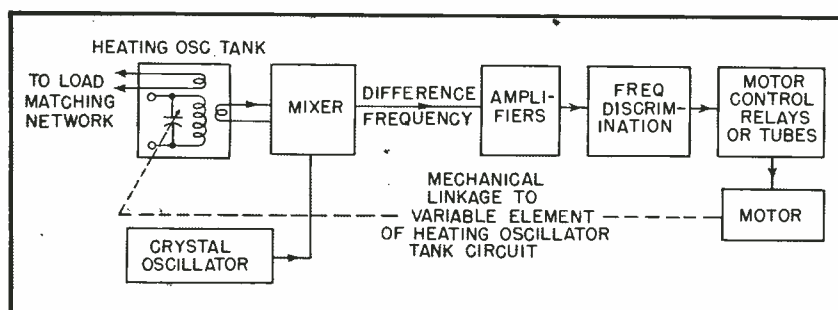 HEATING OSC TANK
TO LOAD
MATCHING
NETWORK
MIXER
DIFFERENCE
FREQUENCY
AMPLI-
FIERS
FREQ
DISCRIM-
INATION
MOTOR
CONTROL
RELAYS
OR TUBES
MECHANICAL
LINKAGE TO
VARIABLE ELEMENT
OF HEATING OSCILLATOR
TANK CIRCUIT
MOTOR
CRYSTAL
OSCILLATOR